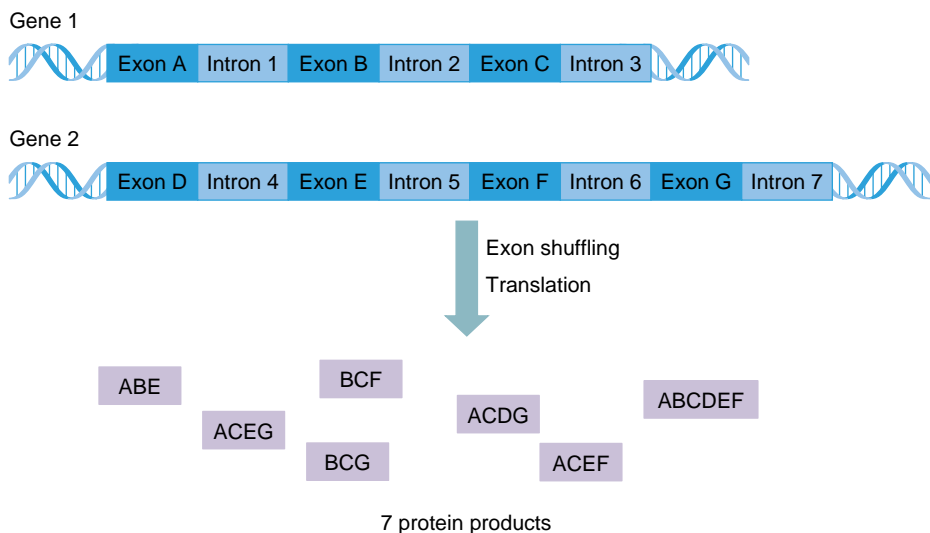 Gene 1
Exon A Intron 1 Exon B Intron 2 Exon C Intron 3
Gene 2
Exon D Intron 4 Exon E Intron 5 Exon F Intron 6 Exon G Intron 7
Exon shuffling
Translation
ABE
BCF
ABCDEF
ACEG
ACDG
BCG
ACEF
7 protein products